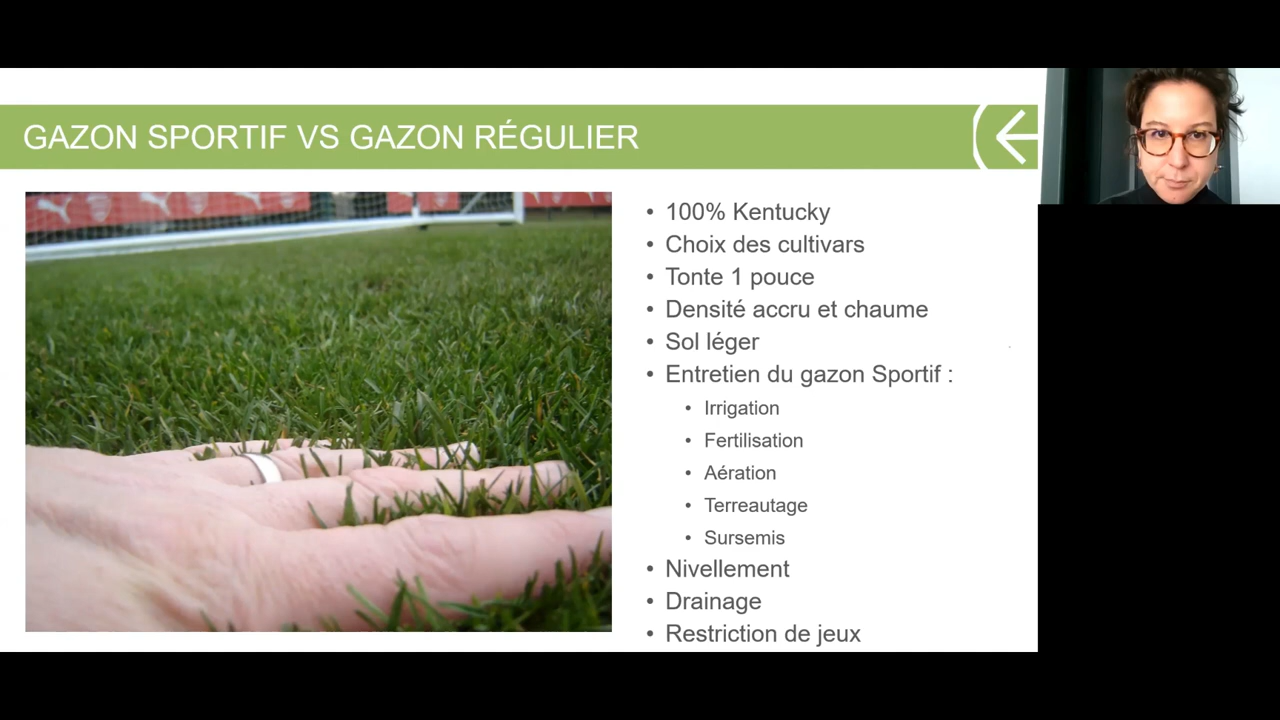 GAZON SPORTIF VS GAZON RÉGULIER
• 100% Kentucky
• Choix des cultivars
• Tonte 1 pouce
• Densité accru et chaume
• Sol léger
• Entretien du gazon Sportif :
• Irrigation
• Fertilisation
• Aération
• Terreautage
• Sursemis
• Nivellement
• Drainage
• Restriction de jeux